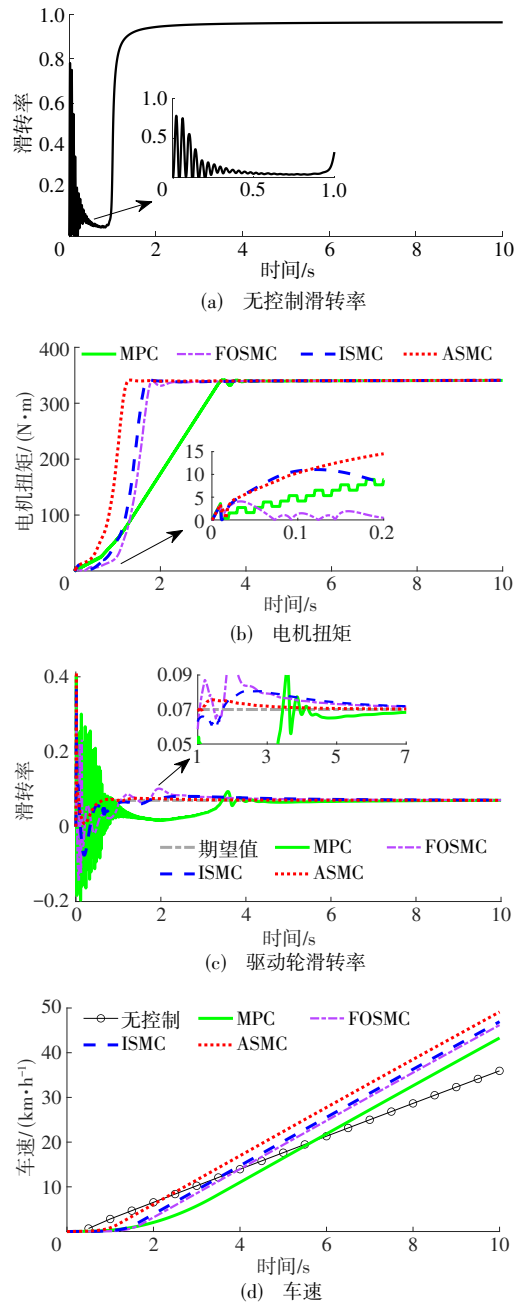 1.0
0.8
0.6
0.4
0.2
0
滑转率
1.0
0.5
0.5
1.0
2
4
6
8
10
时间/s
(a) 无控制滑转率
MPC
FOSMC
ISMC
ASMC
400
300
200
100
0
电机扭矩/(N·m)
15
10
5
0
0
0.1
0.2
2
4
6
8
10
时间/s
(b) 电机扭矩
0.4
0.2
0
−0.2
滑转率
0.09
0.07
0.05
1
3
5
7
期望值
MPC
FOSMC
ISMC
ASMC
0
2
4
6
8
10
时间/s
(c) 驱动轮滑转率
50
40
30
20
10
0
车速/(km·h⁻¹)
无控制
MPC
FOSMC
ISMC
ASMC
2
4
6
8
10
时间/s
(d) 车速